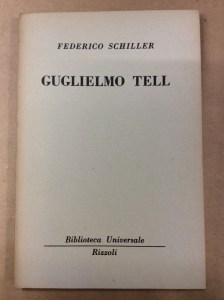 FEDERICO SCHILLER
GUGLIELMO TELL
Biblioteca Universale
Rizzoli